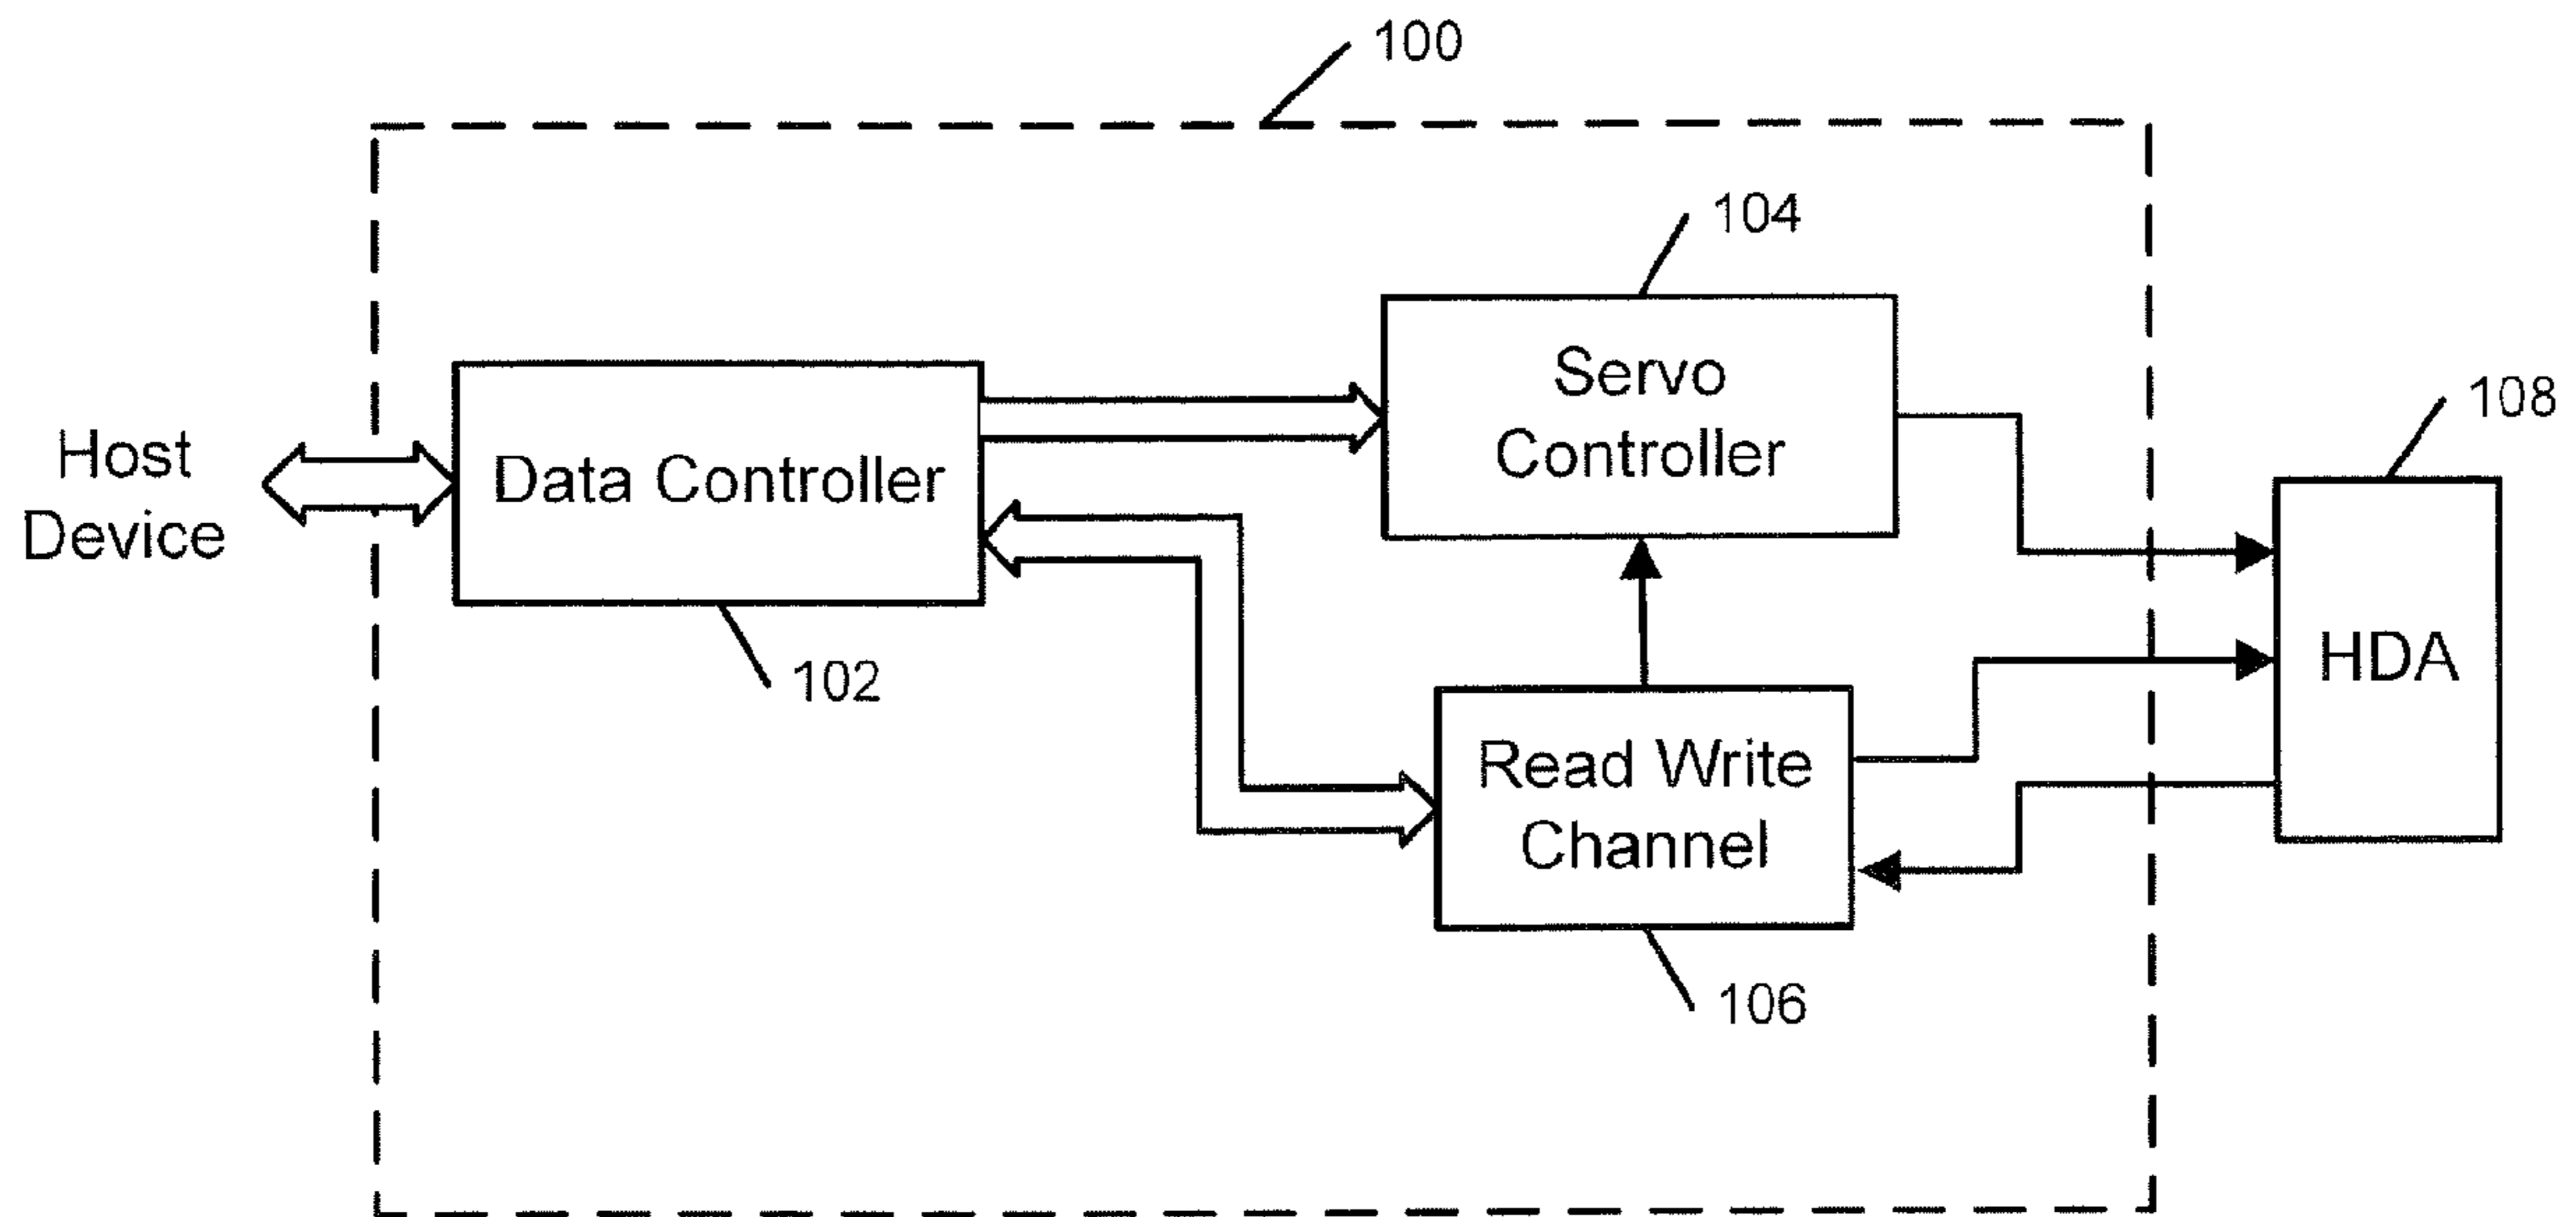 100
104
Servo
Controller
108
Host
Device
Data Controller
HDA
102
Read Write
Channel
106